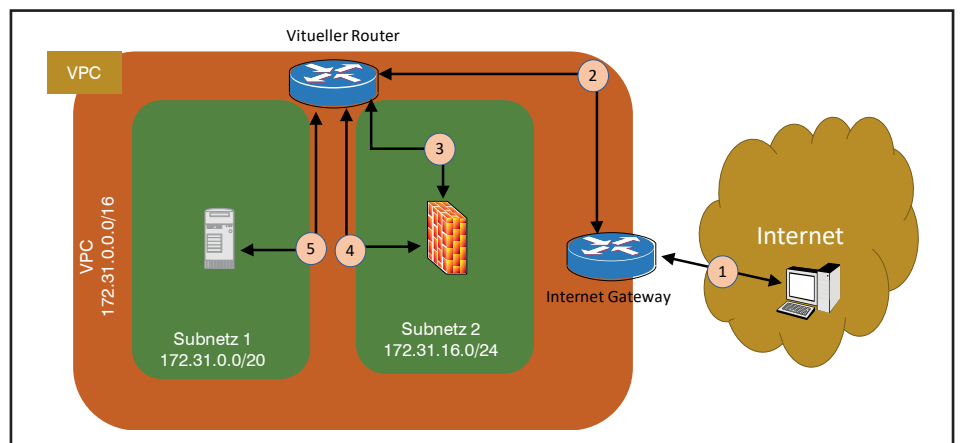 Vitueller Router
VPC
2
3
VPC
172.31.0.0.0/16
5
4
Internet
1
Internet Gateway
Subnetz 1
172.31.0.0/20
Subnetz 2
172.31.16.0/24